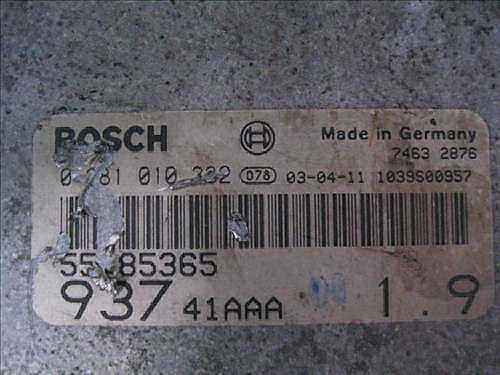 BOSCH Made in Germany
7463 2876
0 281 010 332 078 03-04-11 1039S00957
85365
937 41AAA 1.9